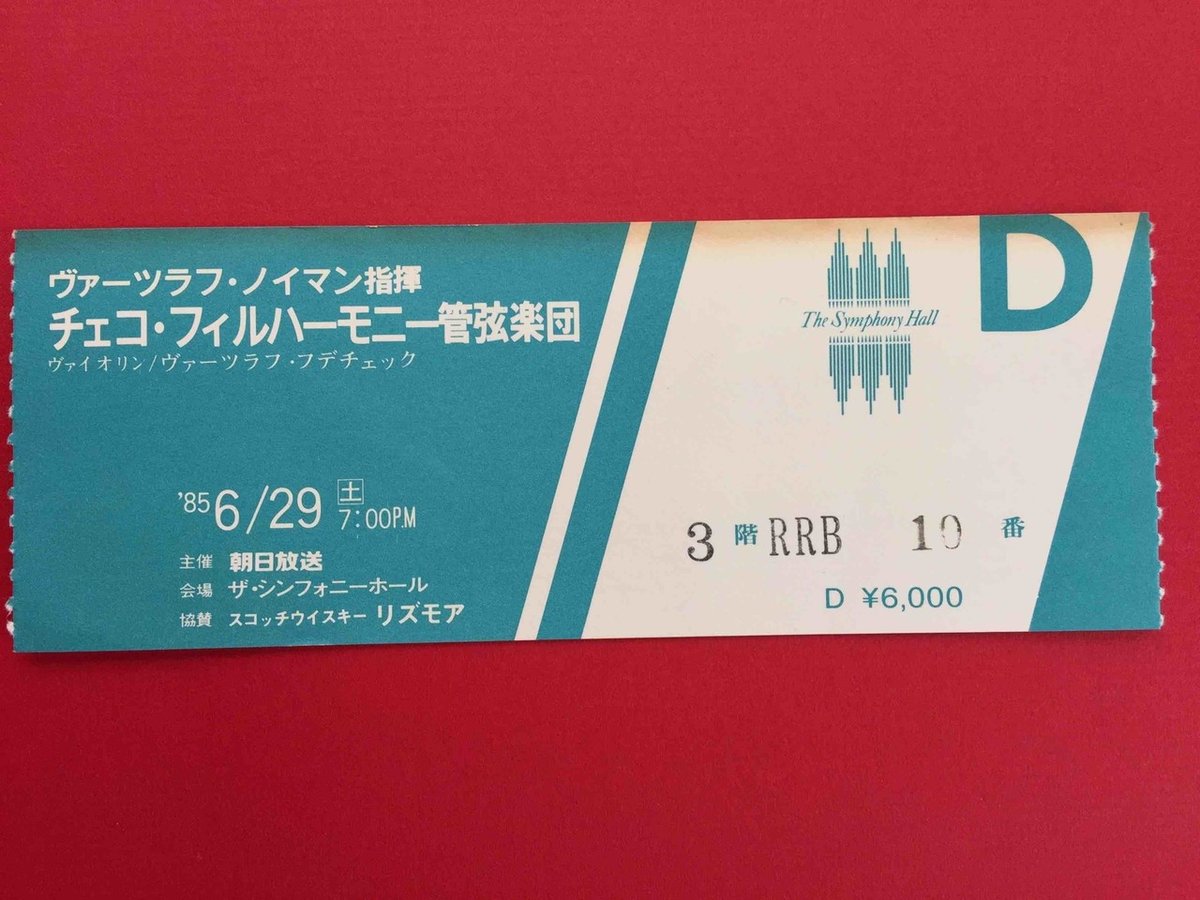 ヴァーツラフ・ノイマン指揮
チェコ・フィルハーモニー管弦楽団
ヴァイオリン/ヴァーツラフ・フデチェック
'85 6/29 土 7:00P.M
主催 朝日放送
会場 ザ・シンフォニーホール
協賛 スコッチウイスキー リズモア
D
The Symphony Hall
3 階 RRB 10 番
D ¥6,000